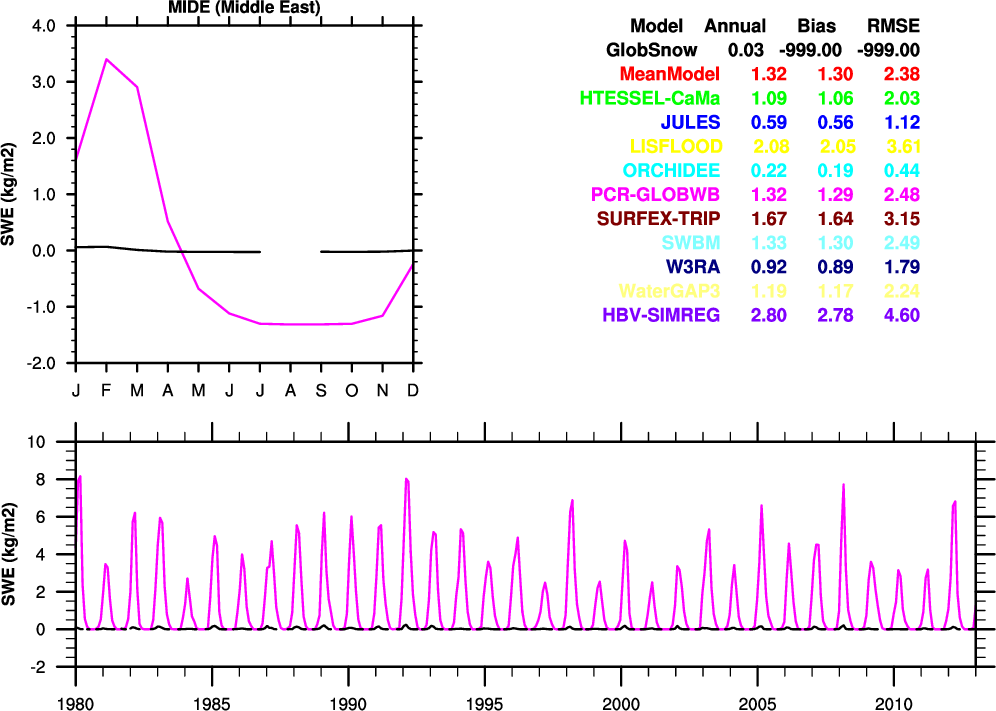 MIDE (Middle East)
4.0
3.0
2.0
1.0
0.0
-1.0
-2.0
SWE (kg/m2)
J F M A M J J A S O N D
Model Annual Bias RMSE
GlobSnow 0.03 -999.00 -999.00
MeanModel 1.32 1.30 2.38
HTESSEL-CaMa 1.09 1.06 2.03
JULES 0.59 0.56 1.12
LISFLOOD 2.08 2.05 3.61
ORCHIDEE 0.22 0.19 0.44
PCR-GLOBWB 1.32 1.29 2.48
SURFEX-TRIP 1.67 1.64 3.15
SWBM 1.33 1.30 2.49
W3RA 0.92 0.89 1.79
WaterGAP3 1.19 1.17 2.24
HBV-SIMREG 2.80 2.78 4.60
10
8
6
4
2
0
-2
SWE (kg/m2)
1980 1985 1990 1995 2000 2005 2010